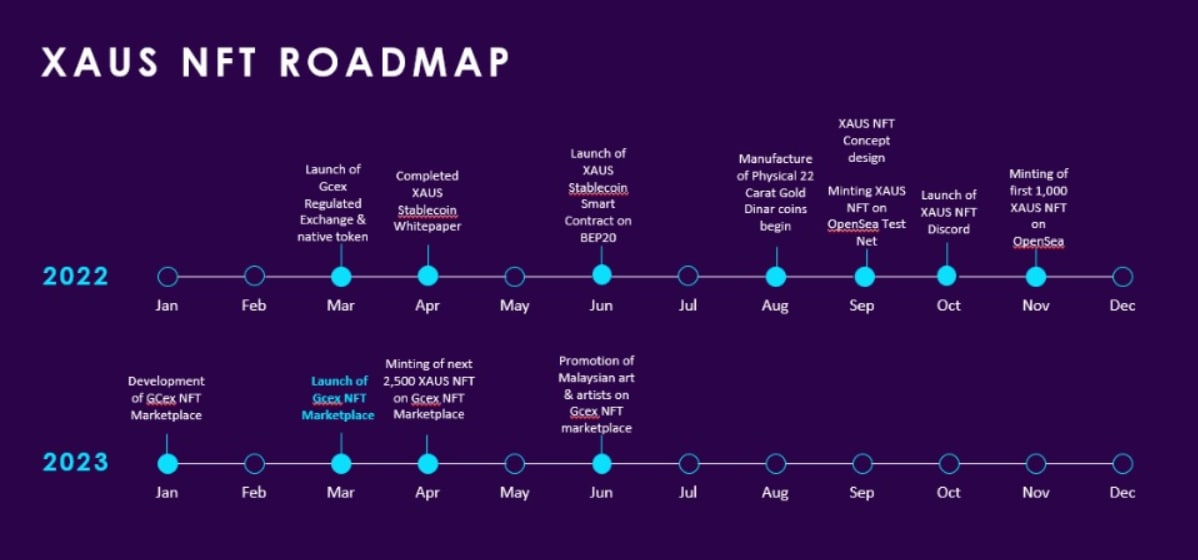 XAUS NFT ROADMAP
Launch of
Gcex
Regulated
Exchange &
native token
Completed
XAUS
Stablecoin
Whitepaper
Launch of
XAUS
Stablecoin
Smart
Contract on
BEP20
Manufacture
of Physical 22
Carat Gold
Dinar coins
begin
XAUS NFT
Concept
design
Minting XAUS
NFT on
OpenSea Test
Net
Launch of
XAUS NFT
Discord
Minting of
first 1,000
XAUS NFT
on
OpenSea
2022
Jan Feb Mar Apr May Jun Jul Aug Sep Oct Nov Dec
Development
of GCex NFT
Marketplace
Launch of
Gcex NFT
Marketplace
Minting of next
2,500 XAUS NFT
on Gcex NFT
Marketplace
Promotion of
Malaysian art
& artists on
Gcex NFT
marketplace
2023
Jan Feb Mar Apr May Jun Jul Aug Sep Oct Nov Dec